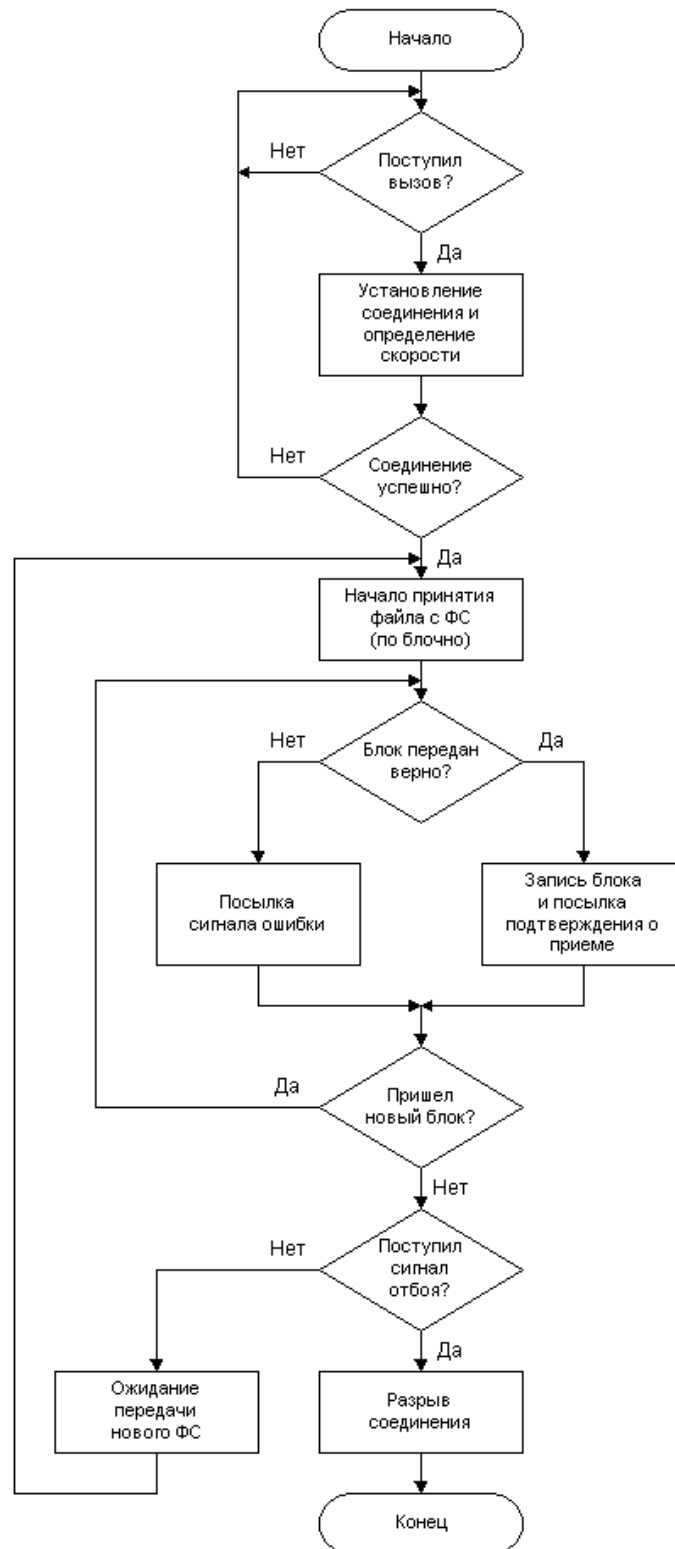 Начало
Нет
Поступил
вызов?
Да
Установление
соединения и
определение
скорости
Нет
Соединение
успешно?
Да
Начало принятия
файла с ФС
(по блочно)
Нет
Блок передан
верно?
Да
Посылка
сигнала ошибки
Запись блока
и посылка
подтверждения о
приеме
Да
Пришел
новый блок?
Нет
Нет
Поступил
сигнал
отбоя?
Да
Ожидание
передачи
нового ФС
Разрыв
соединения
Конец